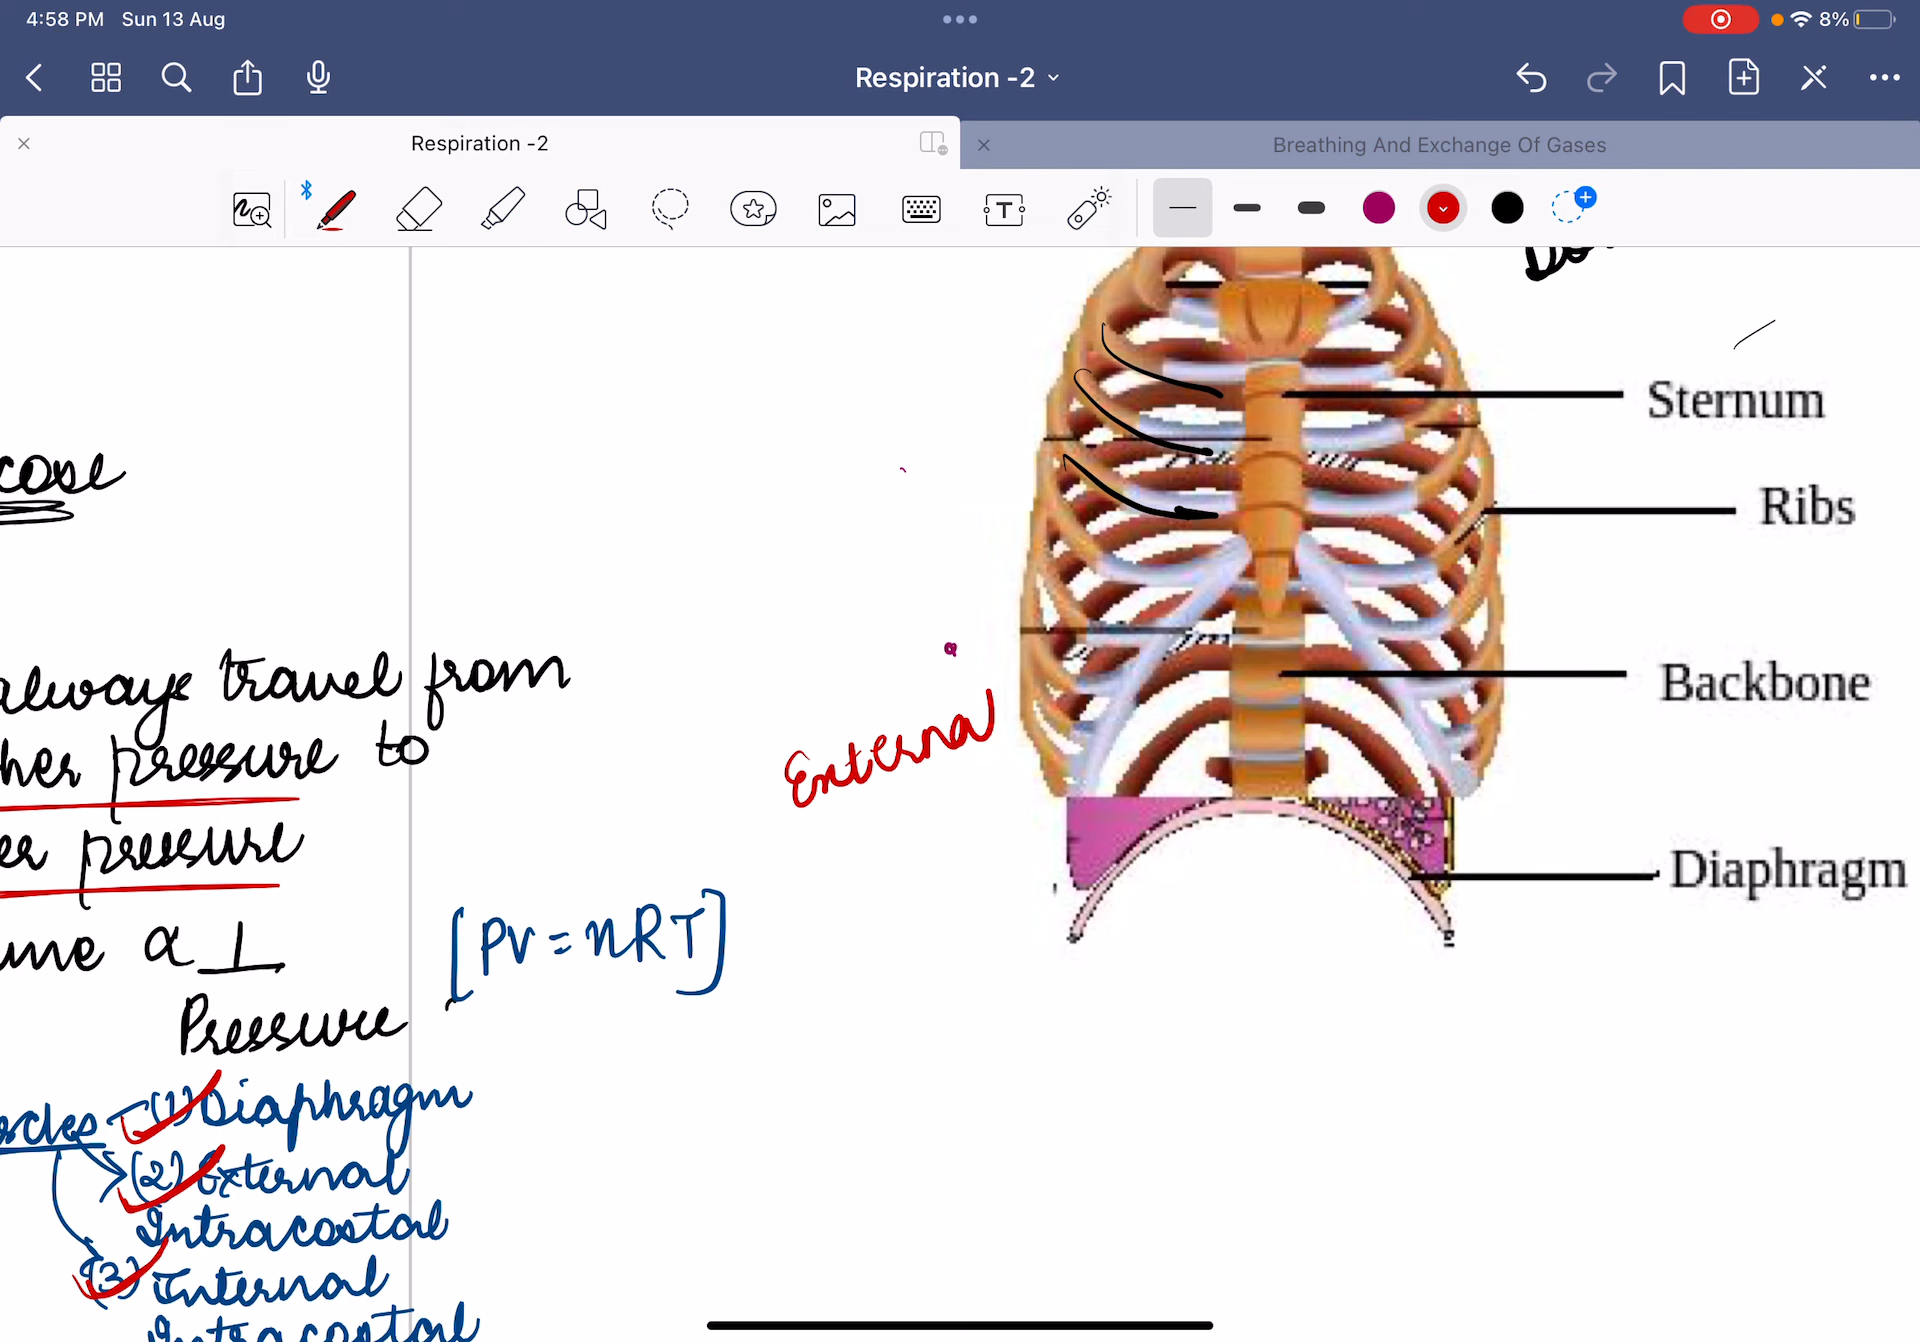 4:58 PM Sun 13 Aug
8%
Respiration -2
Respiration -2
Breathing And Exchange Of Gases
T
Sternum
cose
Ribs
always travel from
Backbone
her pressure to
External
er pressure
Diaphragm
ume α 1
[PV = nRT]
Pressure
scles
(1) Diaphragm
(2) External
Intracostal
(3) Internal
Intracostal